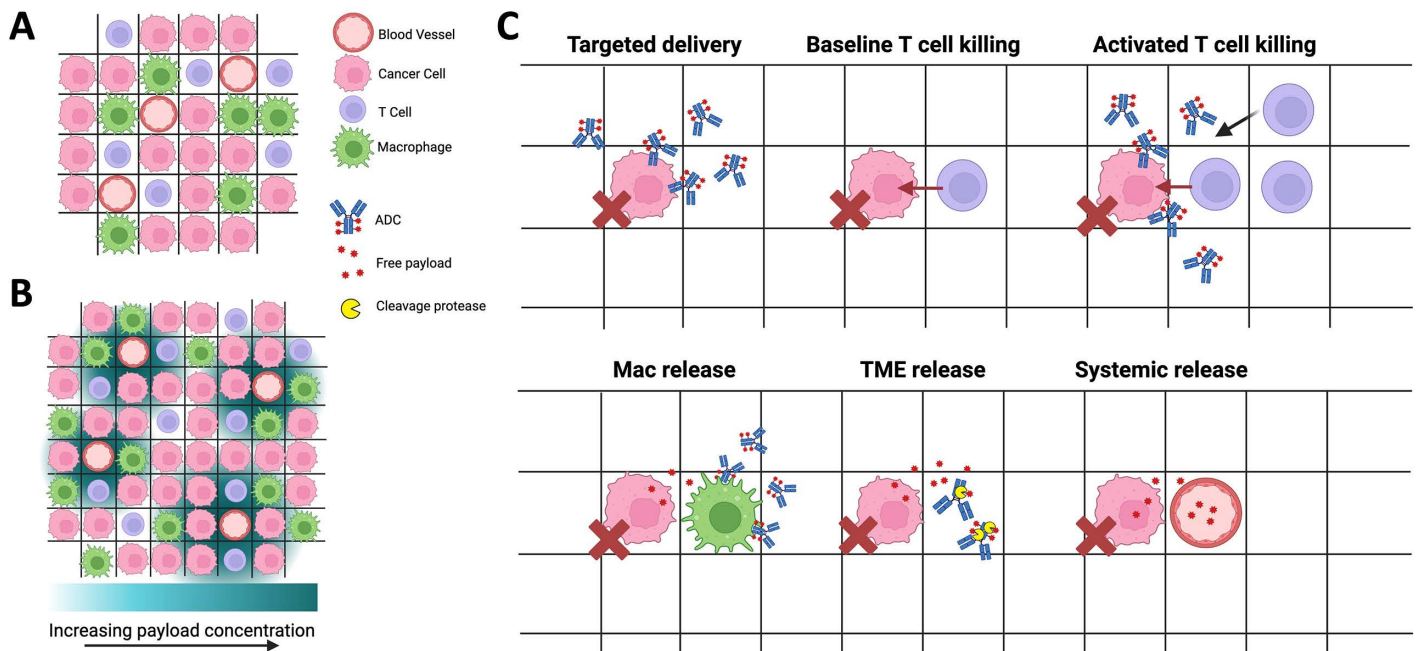 A
Blood Vessel
Cancer Cell
T Cell
Macrophage
ADC
Free payload
Cleavage protease
B
Increasing payload concentration
C
Targeted delivery
Baseline T cell killing
Activated T cell killing
Mac release
TME release
Systemic release